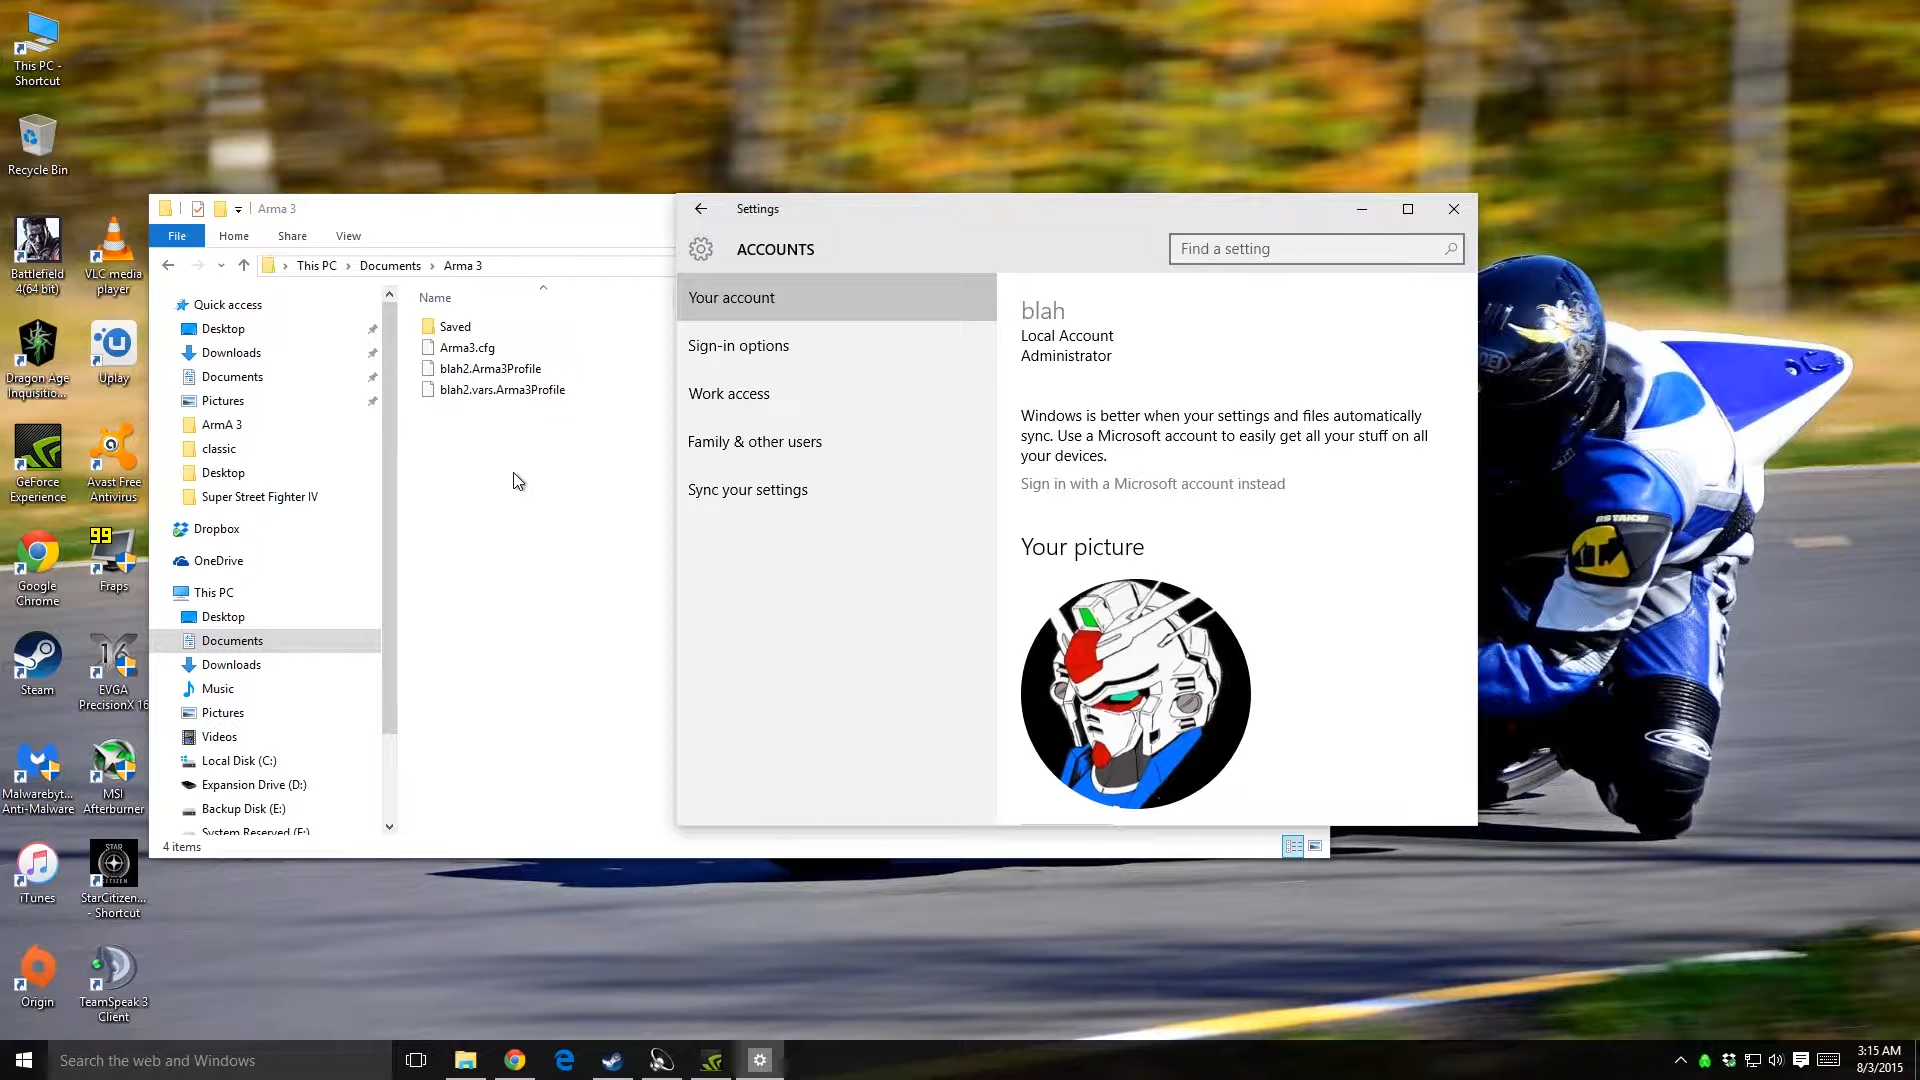 This PC -
Shortcut
Recycle Bin
Battlefield
4(64 bit)
VLC media
player
Dragon Age
Inquisitio...
Uplay
GeForce
Experience
Avast Free
Antivirus
Google
Chrome
99
Fraps
Steam
EVGA
PrecisionX 16
Malwarebyt...
Anti-Malware
MSI
Afterburner
iTunes
STAR
CITIZEN
StarCitizen...
- Shortcut
Origin
TeamSpeak 3
Client
Arma 3
File
Home
Share
View
This PC
Documents
Arma 3
Quick access
Desktop
Downloads
Documents
Pictures
ArmA 3
classic
Desktop
Super Street Fighter IV
Dropbox
OneDrive
This PC
Desktop
Documents
Downloads
Music
Pictures
Videos
Local Disk (C:)
Expansion Drive (D:)
Backup Disk (E:)
System Reserved (F:)
4 items
Name
Saved
Arma3.cfg
blah2.Arma3Profile
blah2.vars.Arma3Profile
Settings
ACCOUNTS
Find a setting
Your account
Sign-in options
Work access
Family & other users
Sync your settings
blah
Local Account
Administrator
Windows is better when your settings and files automatically
sync. Use a Microsoft account to easily get all your stuff on all
your devices.
Sign in with a Microsoft account instead
Your picture
RS TAICHI
Search the web and Windows
3:15 AM
8/3/2015